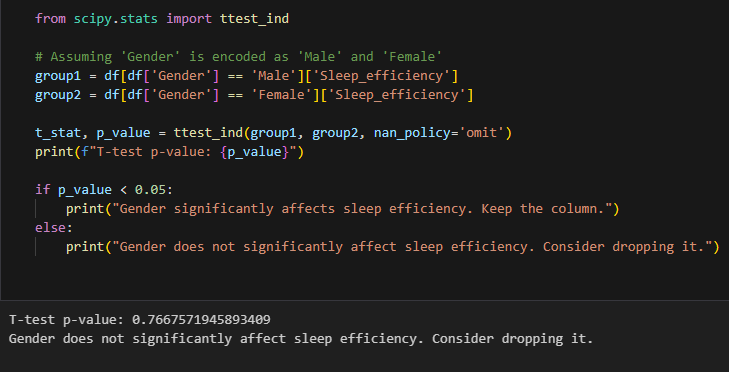 from scipy.stats import ttest_ind
# Assuming 'Gender' is encoded as 'Male' and 'Female'
group1 = df[df['Gender'] == 'Male']['Sleep_efficiency']
group2 = df[df['Gender'] == 'Female']['Sleep_efficiency']
t_stat, p_value = ttest_ind(group1, group2, nan_policy='omit')
print(f"T-test p-value: {p_value}")
if p_value < 0.05:
    print("Gender significantly affects sleep efficiency. Keep the column.")
else:
    print("Gender does not significantly affect sleep efficiency. Consider dropping it.")
T-test p-value: 0.7667571945893409
Gender does not significantly affect sleep efficiency. Consider dropping it.